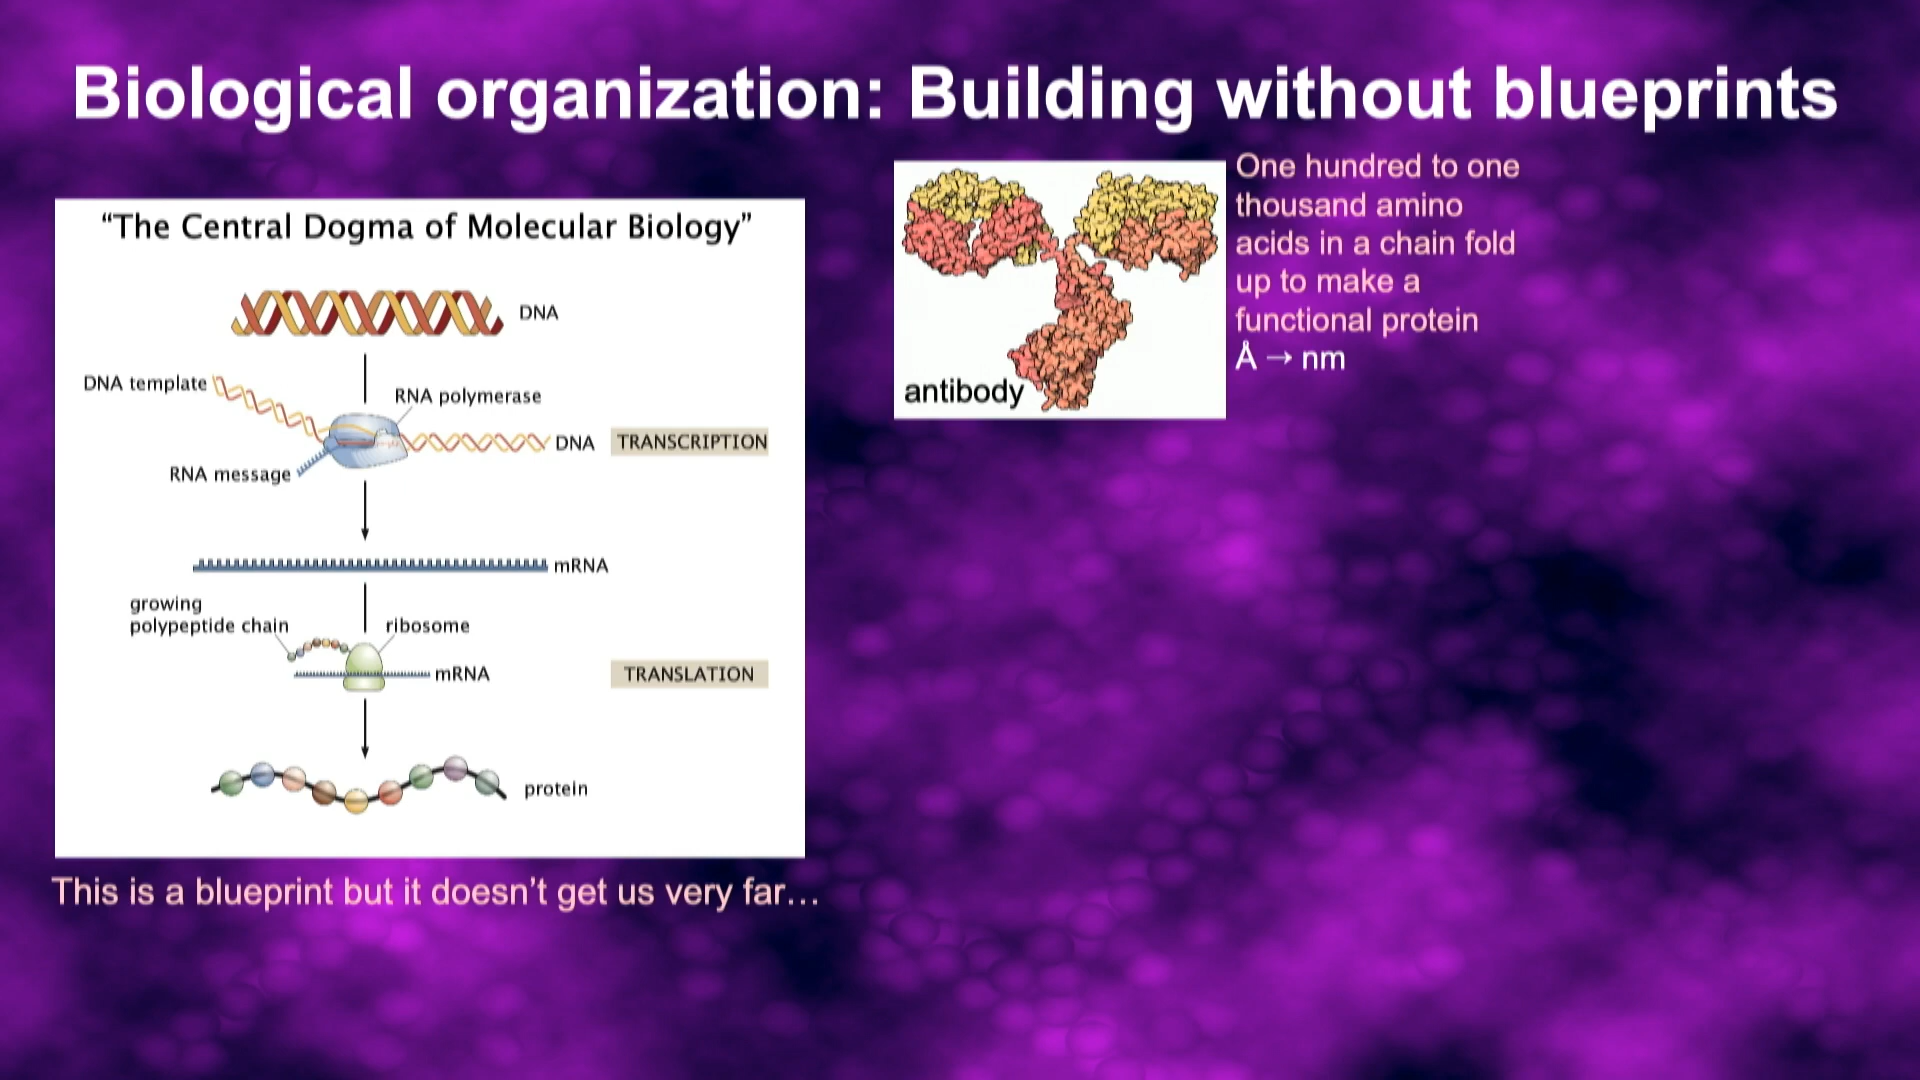 Biological organization: Building without blueprints
“The Central Dogma of Molecular Biology”
DNA
DNA template
RNA polymerase
DNA
TRANSCRIPTION
RNA message
mRNA
growing
polypeptide chain
ribosome
mRNA
TRANSLATION
protein
This is a blueprint but it doesn’t get us very far…
antibody
One hundred to one
thousand amino
acids in a chain fold
up to make a
functional protein
Å → nm